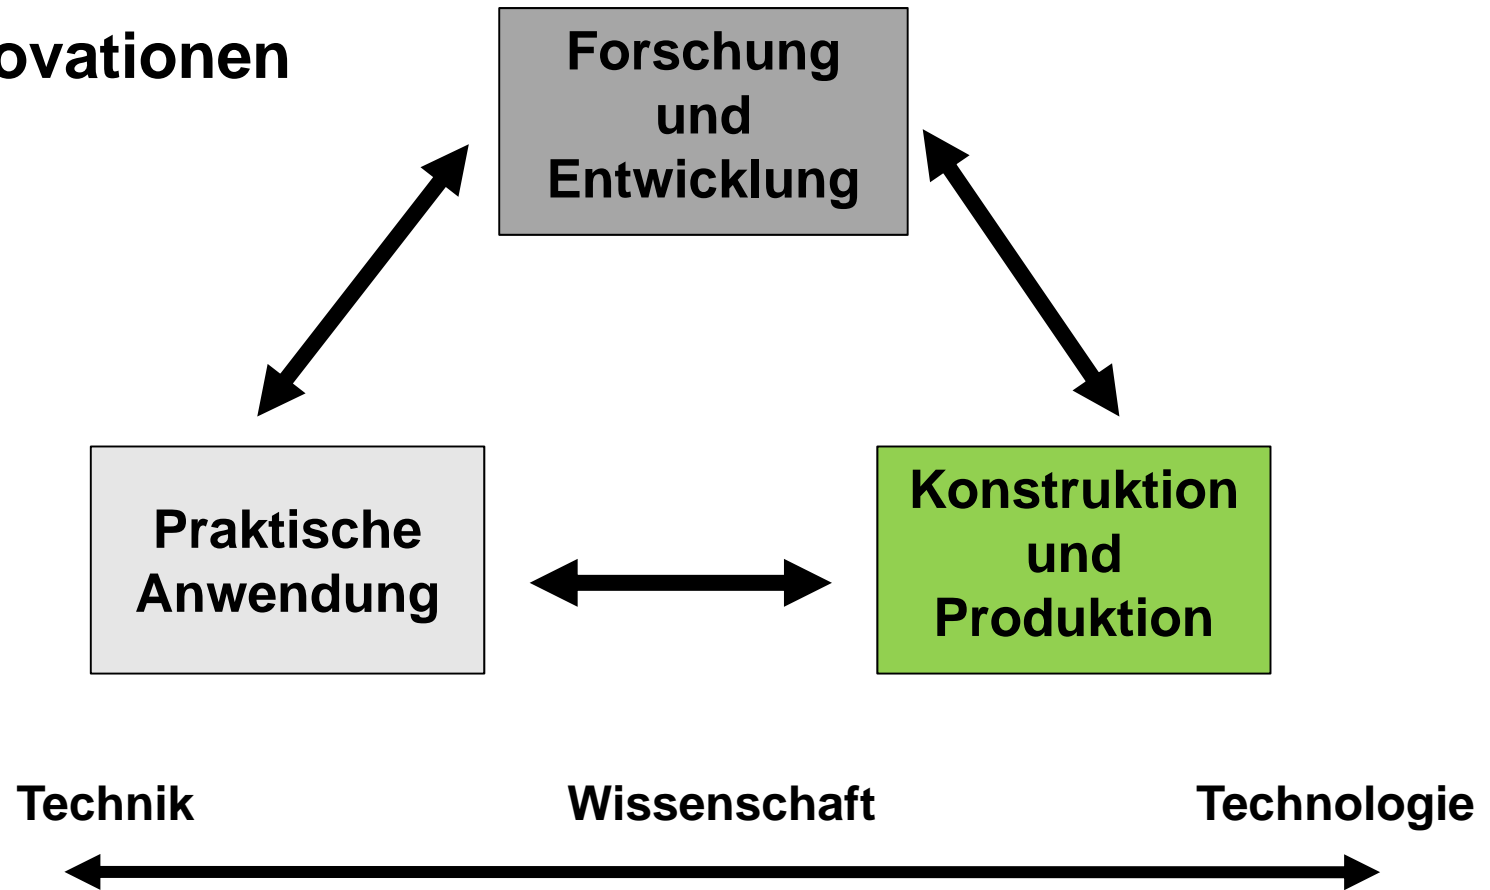 ovationen
Forschung
und
Entwicklung
Praktische
Anwendung
Konstruktion
und
Produktion
Technik
Wissenschaft
Technologie